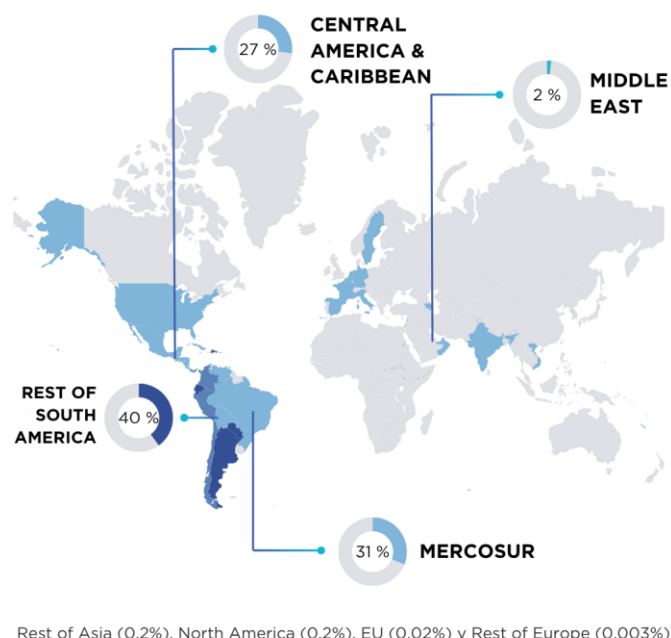 27 %
CENTRAL
AMERICA &
CARIBBEAN
2 %
MIDDLE
EAST
REST OF
SOUTH
AMERICA
40 %
31 %
MERCOSUR
Rest of Asia (0.2%), North America (0.2%), EU (0.02%) y Rest of Europe (0.003%)